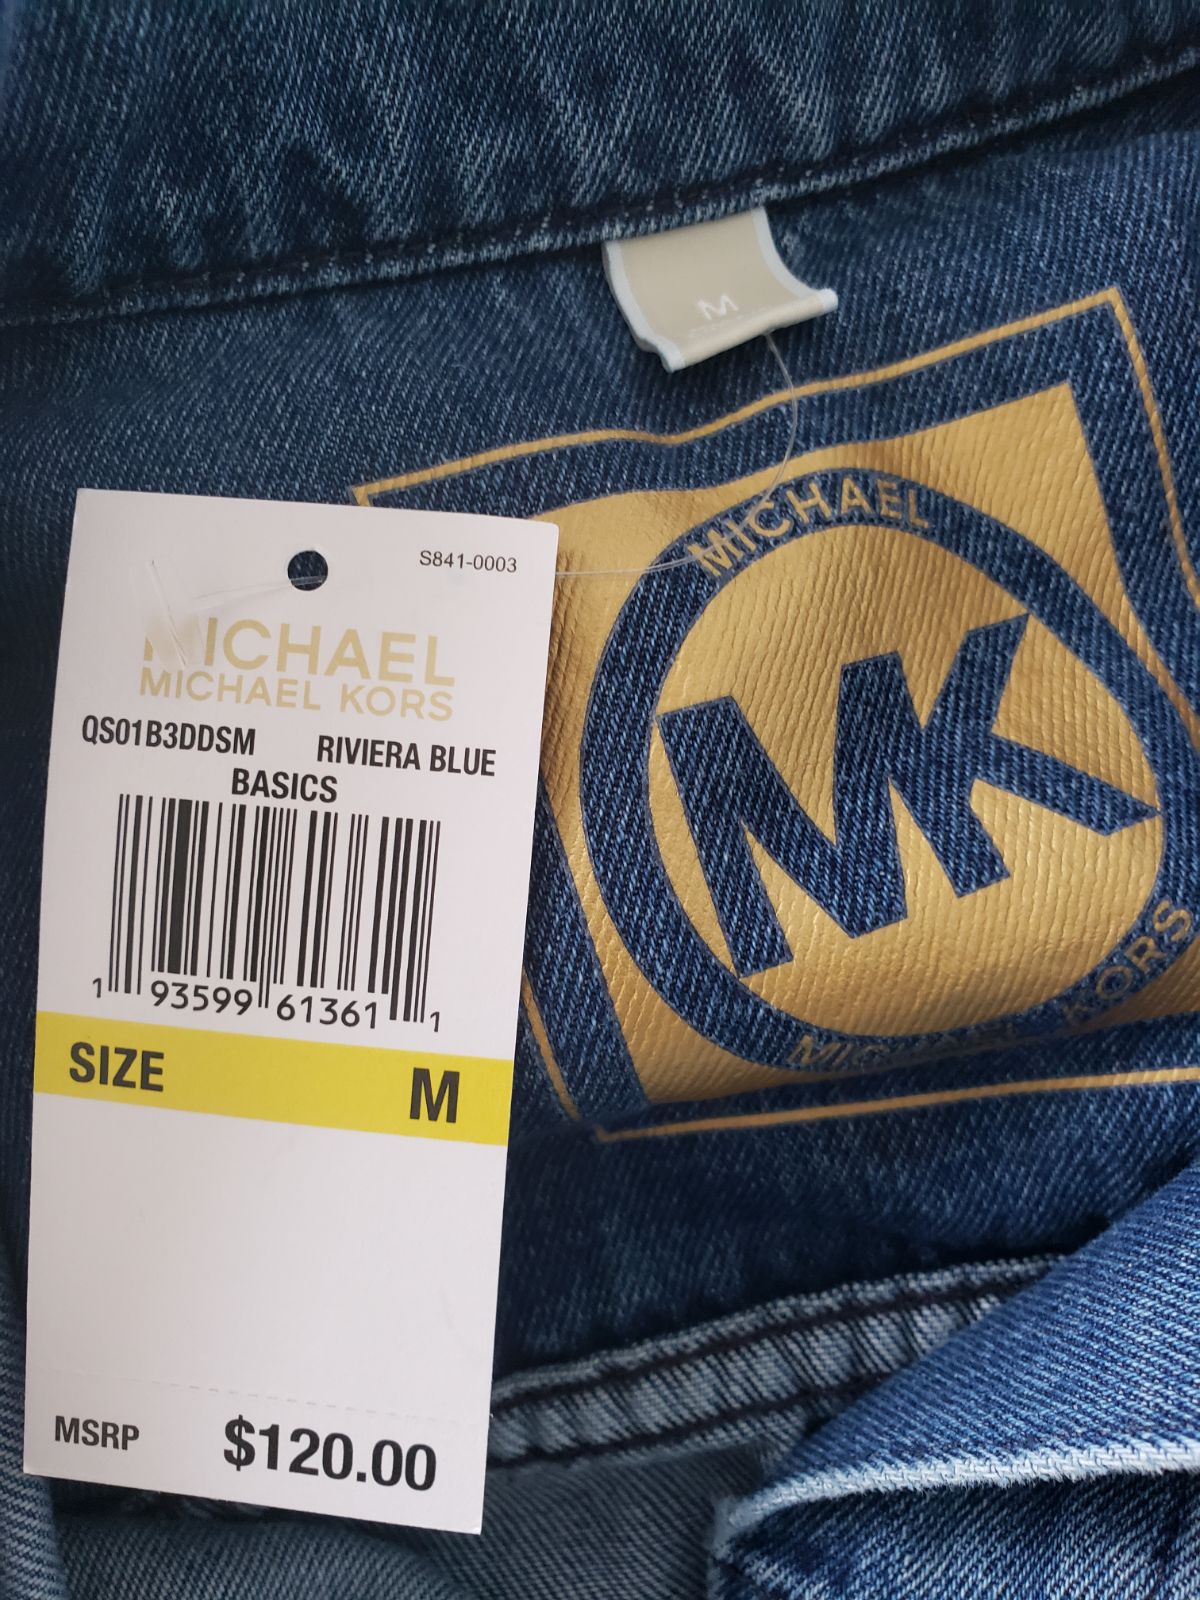 M
MICHAEL
MK
MICHAEL KORS
S841-0003
MICHAEL
MICHAEL KORS
QS01B3DDSM RIVIERA BLUE
BASICS
1 93599 61361 1
SIZE M
MSRP $120.00